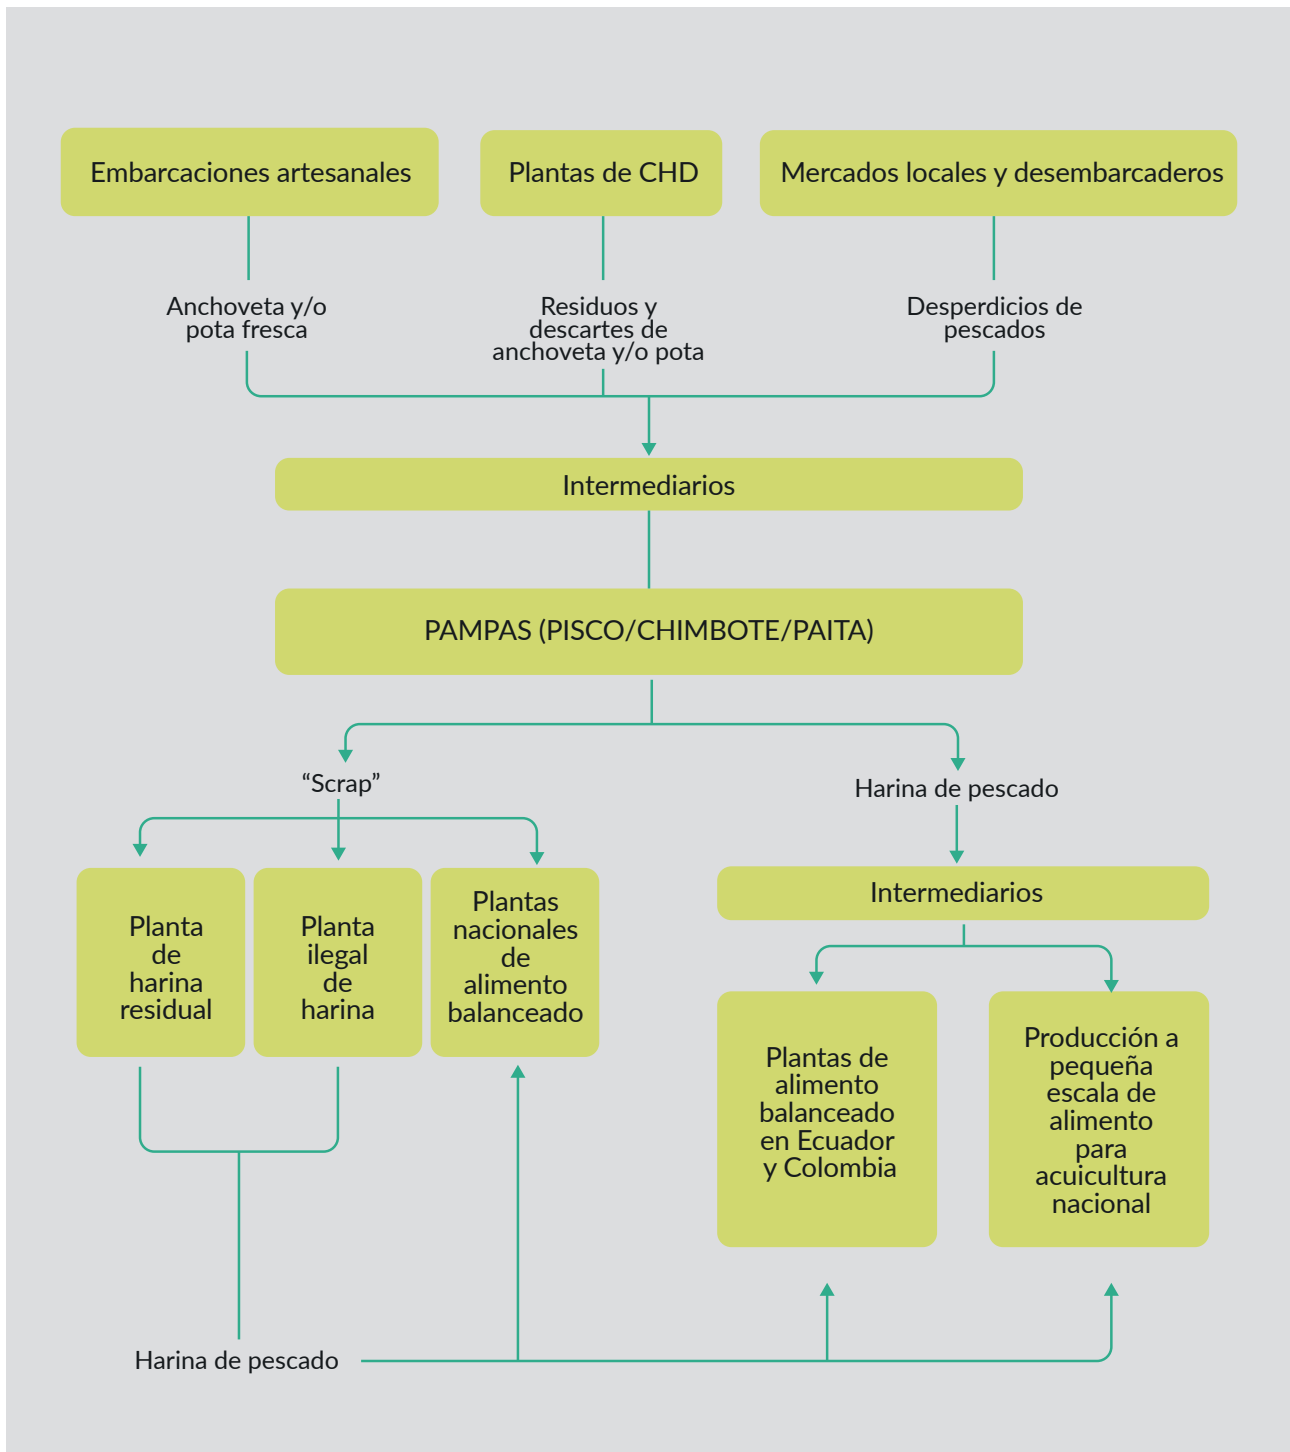 Embarcaciones artesanales
Plantas de CHD
Mercados locales y desembarcaderos
Anchoveta y/o
pota fresca
Residuos y
descartes de
anchoveta y/o pota
Desperdicios de
pescados
Intermediarios
PAMPAS (PISCO/CHIMBOTE/PAITA)
“Scrap”
Harina de pescado
Planta
de
harina
residual
Planta
ilegal
de
harina
Plantas
nacionales
de
alimento
balanceado
Intermediarios
Plantas de
alimento
balanceado
en Ecuador
y Colombia
Producción a
pequeña
escala de
alimento
para
acuicultura
nacional
Harina de pescado